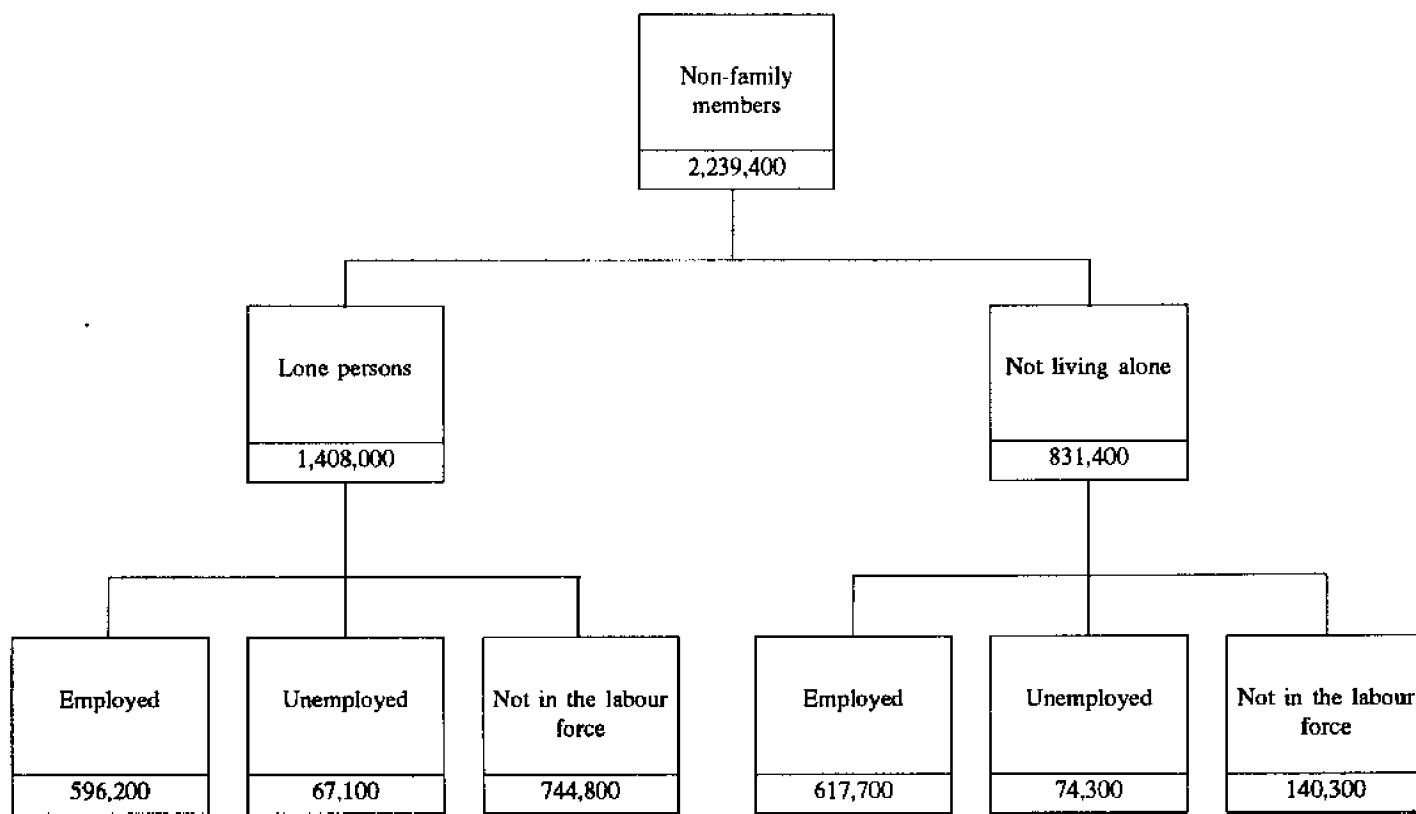 Non-family
members
2,239,400
Lone persons
1,408,000
Not living alone
831,400
Employed
596,200
Unemployed
67,100
Not in the labour
force
744,800
Employed
617,700
Unemployed
74,300
Not in the labour
force
140,300